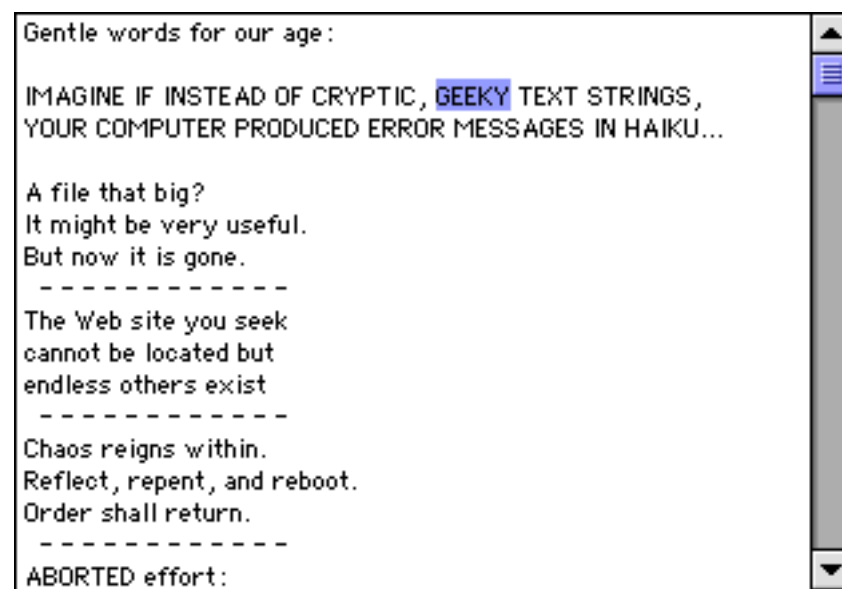 Gentle words for our age:
IMAGINE IF INSTEAD OF CRYPTIC, GEEKY TEXT STRINGS,
YOUR COMPUTER PRODUCED ERROR MESSAGES IN HAIKU...
A file that big?
It might be very useful.
But now it is gone.
- - - - - - - - - - - -
The Web site you seek
cannot be located but
endless others exist
- - - - - - - - - - - -
Chaos reigns within.
Reflect, repent, and reboot.
Order shall return.
- - - - - - - - - - - -
ABORTED effort: